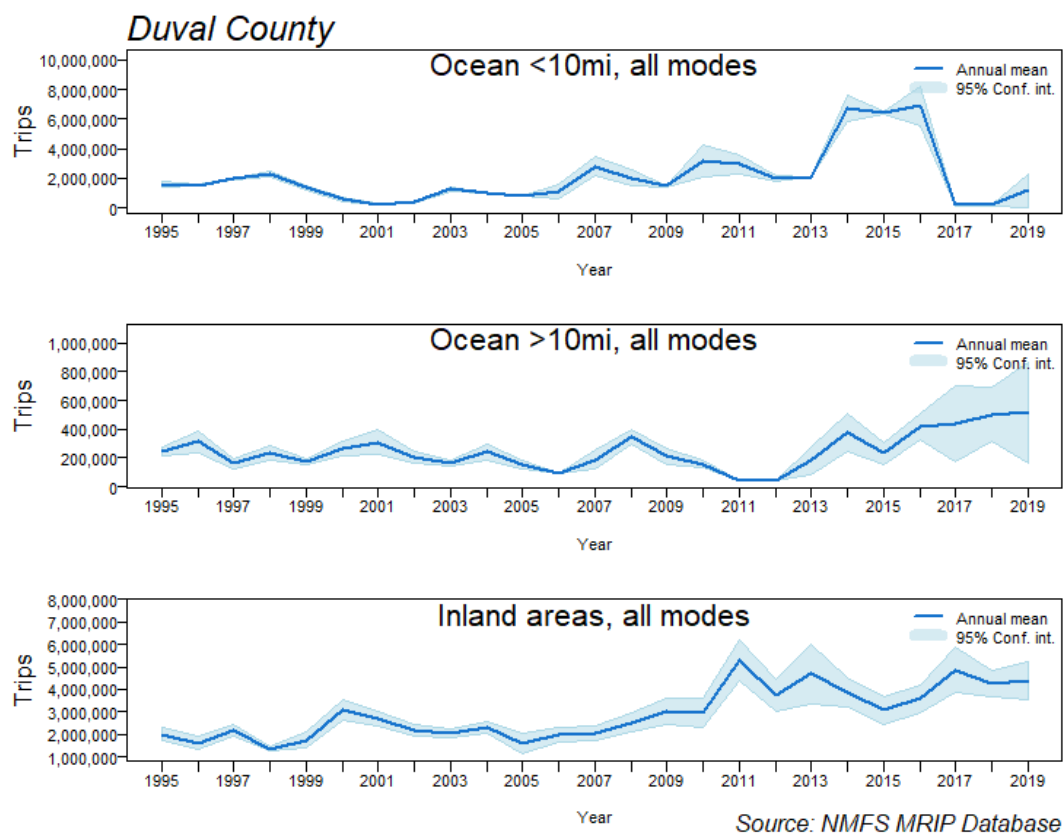 Duval County
Ocean <10mi, all modes
Annual mean
95% Conf. int.
Trips
10,000,000
8,000,000
6,000,000
4,000,000
2,000,000
0
1995 1997 1999 2001 2003 2005 2007 2009 2011 2013 2015 2017 2019
Year
Ocean >10mi, all modes
Annual mean
95% Conf. int.
Trips
1,000,000
800,000
600,000
400,000
200,000
0
1995 1997 1999 2001 2003 2005 2007 2009 2011 2013 2015 2017 2019
Year
Inland areas, all modes
Annual mean
95% Conf. int.
Trips
8,000,000
7,000,000
6,000,000
5,000,000
4,000,000
3,000,000
2,000,000
1,000,000
1995 1997 1999 2001 2003 2005 2007 2009 2011 2013 2015 2017 2019
Year
Source: NMFS MRIP Database